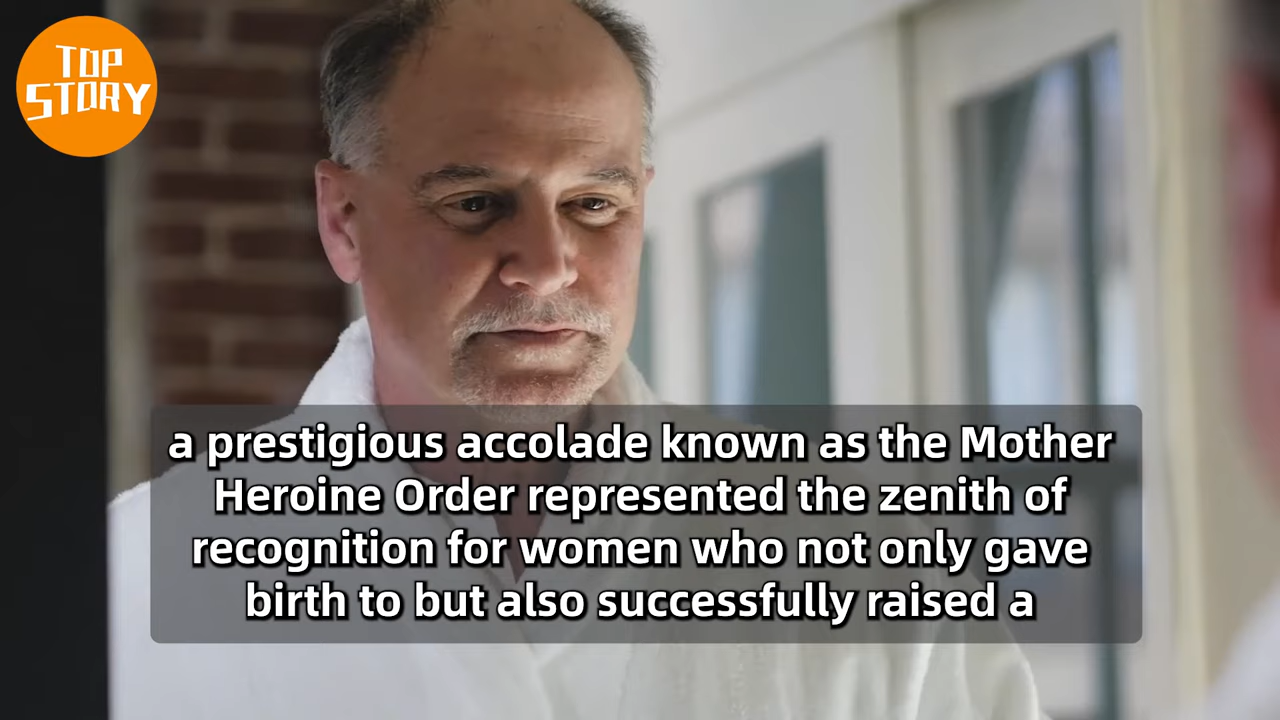 TOP
STORY
a prestigious accolade known as the Mother
Heroine Order represented the zenith of
recognition for women who not only gave
birth to but also successfully raised a